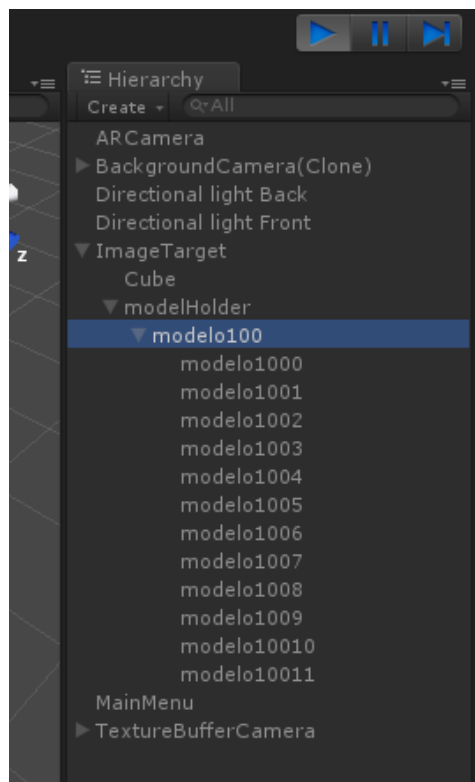 Hierarchy
Create All
ARCamera
BackgroundCamera(Clone)
Directional light Back
Directional light Front
z
ImageTarget
Cube
modelHolder
modelo100
modelo1000
modelo1001
modelo1002
modelo1003
modelo1004
modelo1005
modelo1006
modelo1007
modelo1008
modelo1009
modelo10010
modelo10011
MainMenu
TextureBufferCamera